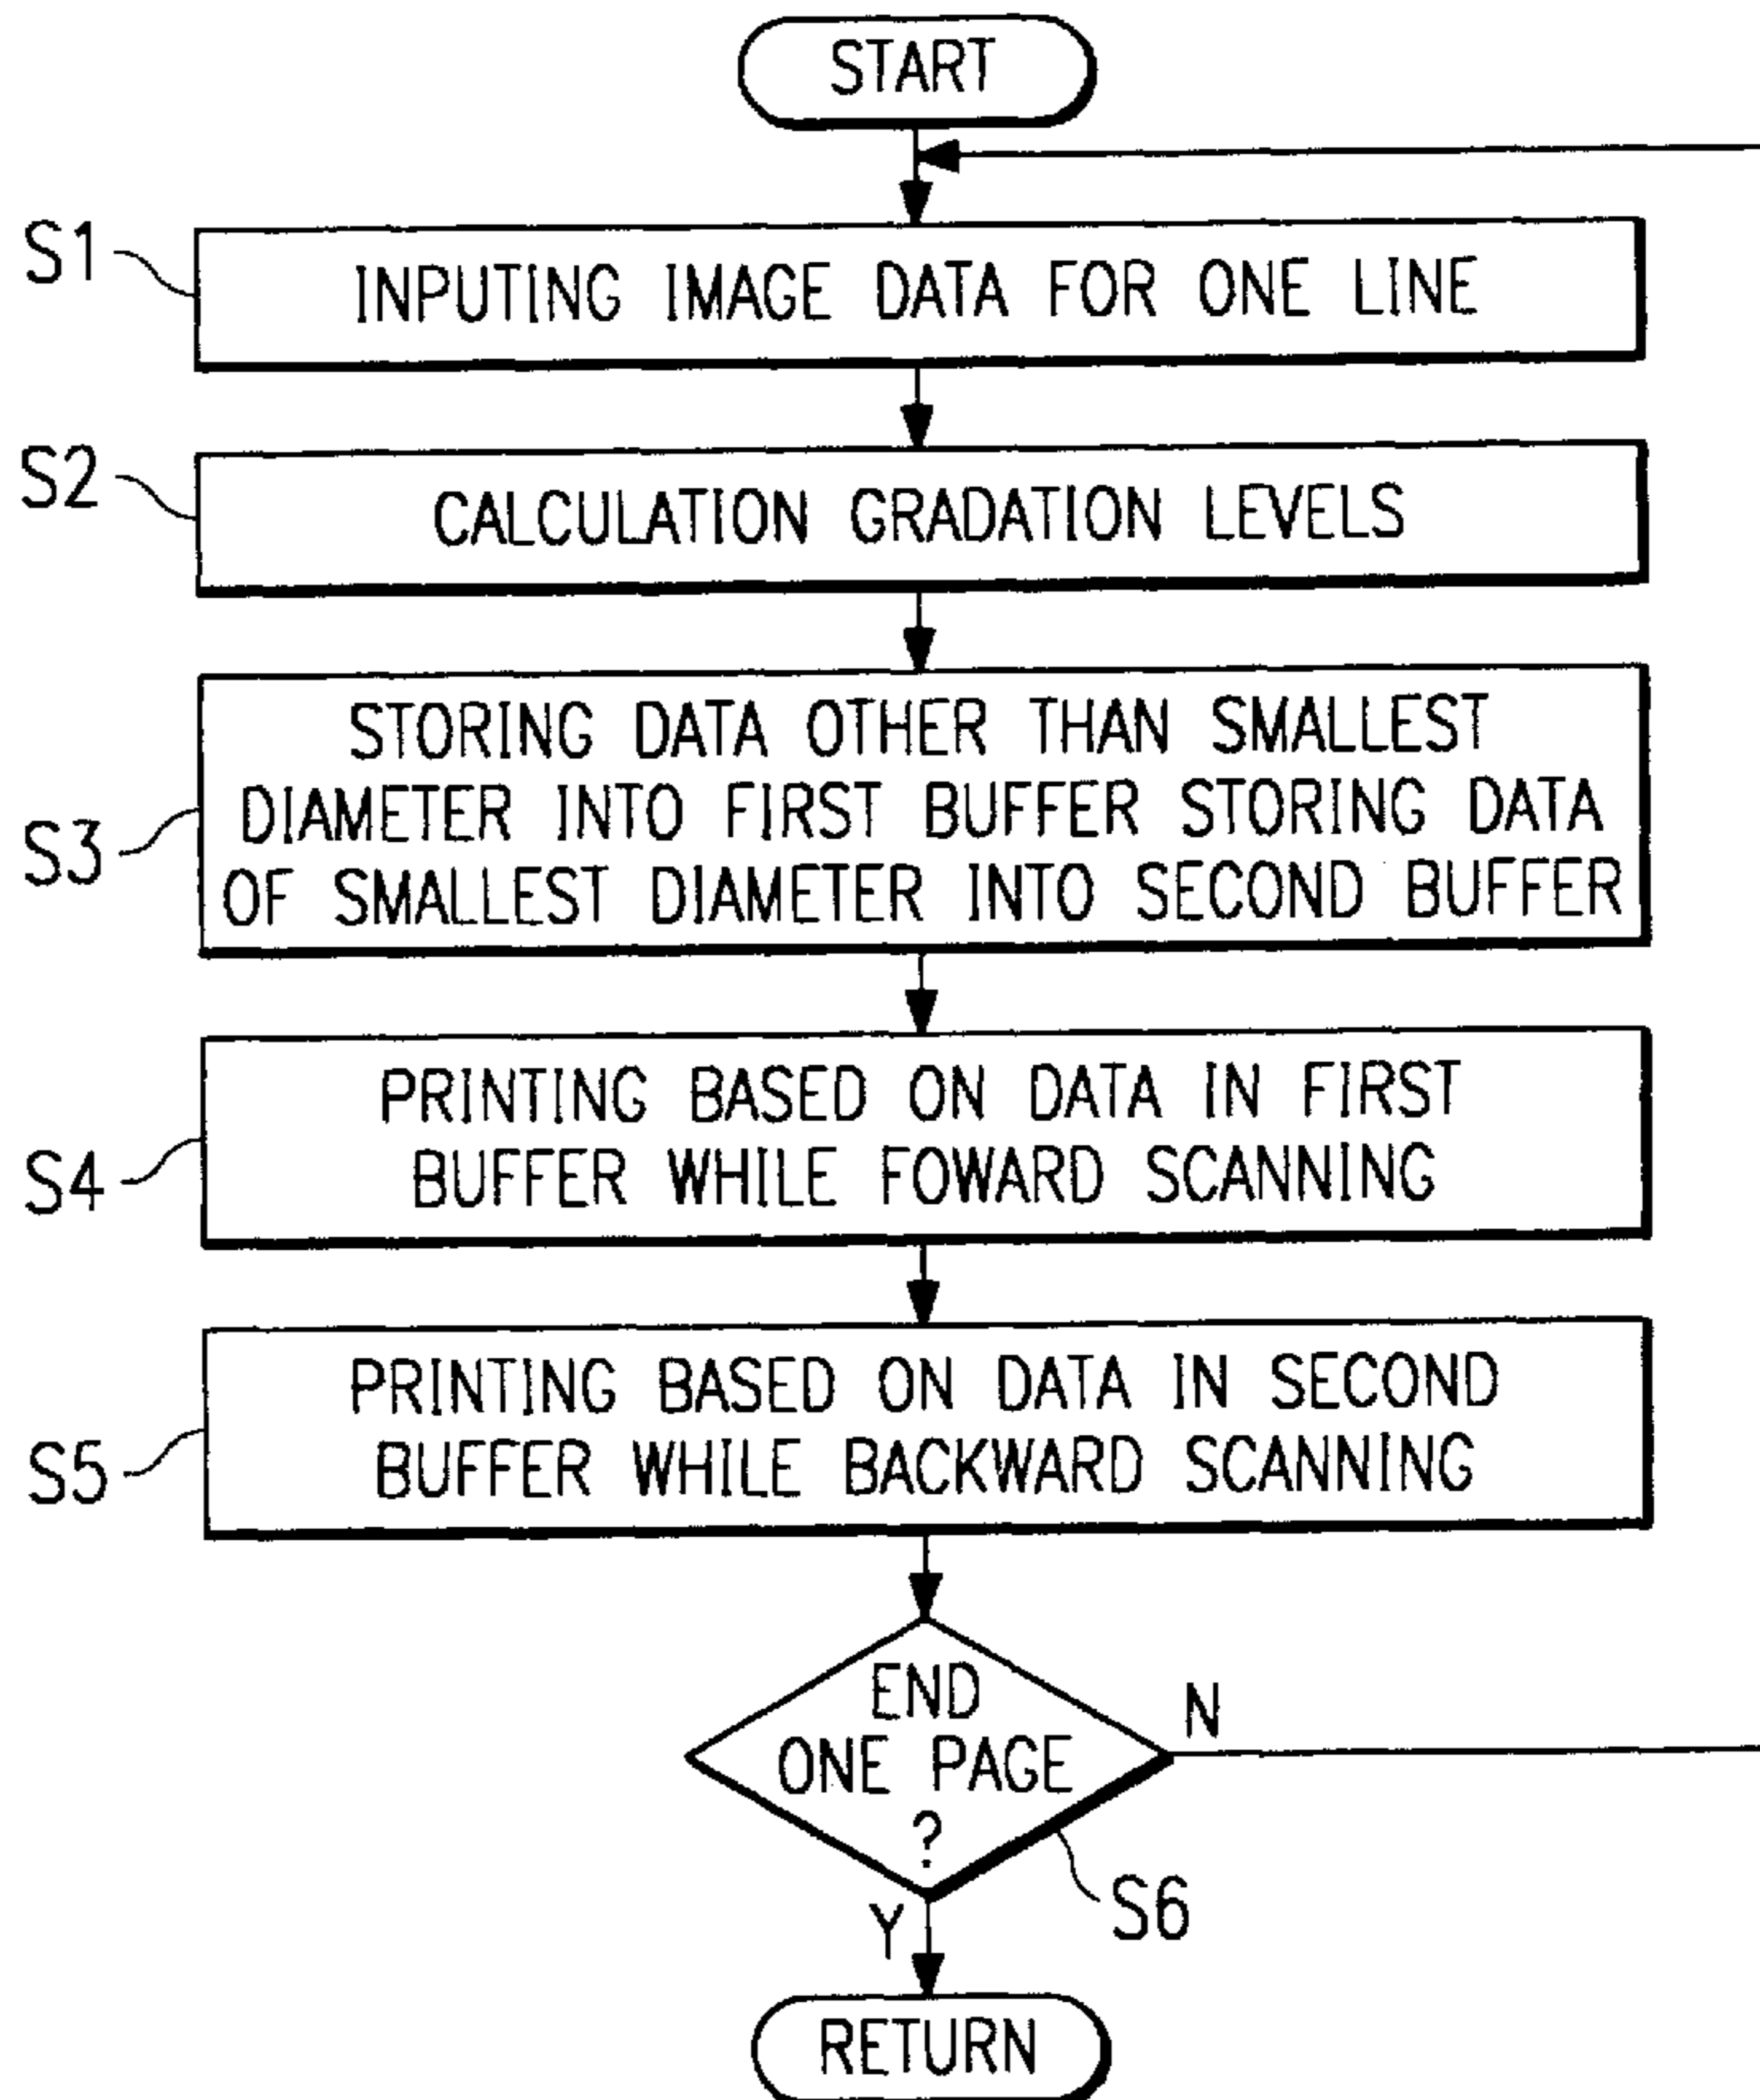 START
S1
INPUTING IMAGE DATA FOR ONE LINE
S2
CALCULATION GRADATION LEVELS
S3
STORING DATA OTHER THAN SMALLEST
DIAMETER INTO FIRST BUFFER STORING DATA
OF SMALLEST DIAMETER INTO SECOND BUFFER
S4
PRINTING BASED ON DATA IN FIRST
BUFFER WHILE FOWARD SCANNING
S5
PRINTING BASED ON DATA IN SECOND
BUFFER WHILE BACKWARD SCANNING
END
ONE PAGE
?
N
S6
Y
RETURN